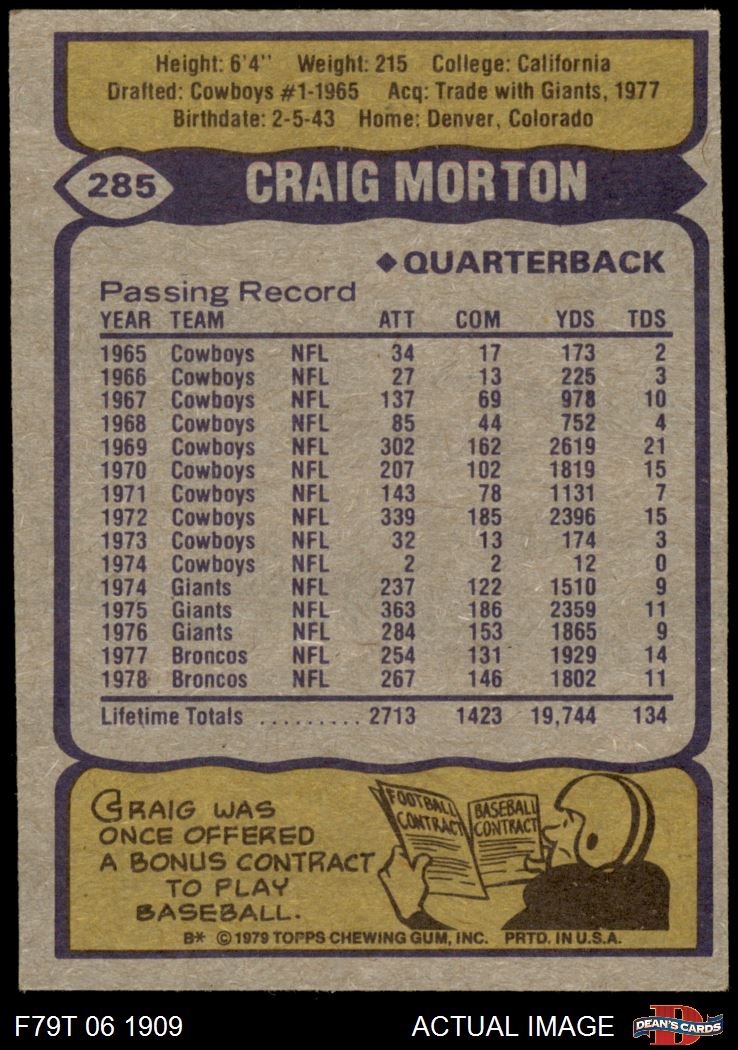 Height: 6'4" Weight: 215 College: California
Drafted: Cowboys #1-1965 Acq: Trade with Giants, 1977
Birthdate: 2-5-43 Home: Denver, Colorado
285 CRAIG MORTON
◆QUARTERBACK
Passing Record
YEAR TEAM ATT COM YDS TDS
1965 Cowboys NFL 34 17 173 2
1966 Cowboys NFL 27 13 225 3
1967 Cowboys NFL 137 69 978 10
1968 Cowboys NFL 85 44 752 4
1969 Cowboys NFL 302 162 2619 21
1970 Cowboys NFL 207 102 1819 15
1971 Cowboys NFL 143 78 1131 7
1972 Cowboys NFL 339 185 2396 15
1973 Cowboys NFL 32 13 174 3
1974 Cowboys NFL 2 2 12 0
1974 Giants NFL 237 122 1510 9
1975 Giants NFL 363 186 2359 11
1976 Giants NFL 284 153 1865 9
1977 Broncos NFL 254 131 1929 14
1978 Broncos NFL 267 146 1802 11
Lifetime Totals .......... 2713 1423 19,744 134
CRAIG WAS
ONCE OFFERED
A BONUS CONTRACT
TO PLAY
BASEBALL.
FOOTBALL
CONTRACT
BASEBALL
CONTRACT
B* © 1979 TOPPS CHEWING GUM, INC. PRTD. IN U.S.A.
F79T 06 1909 ACTUAL IMAGE
D
DEAN'S CARDS